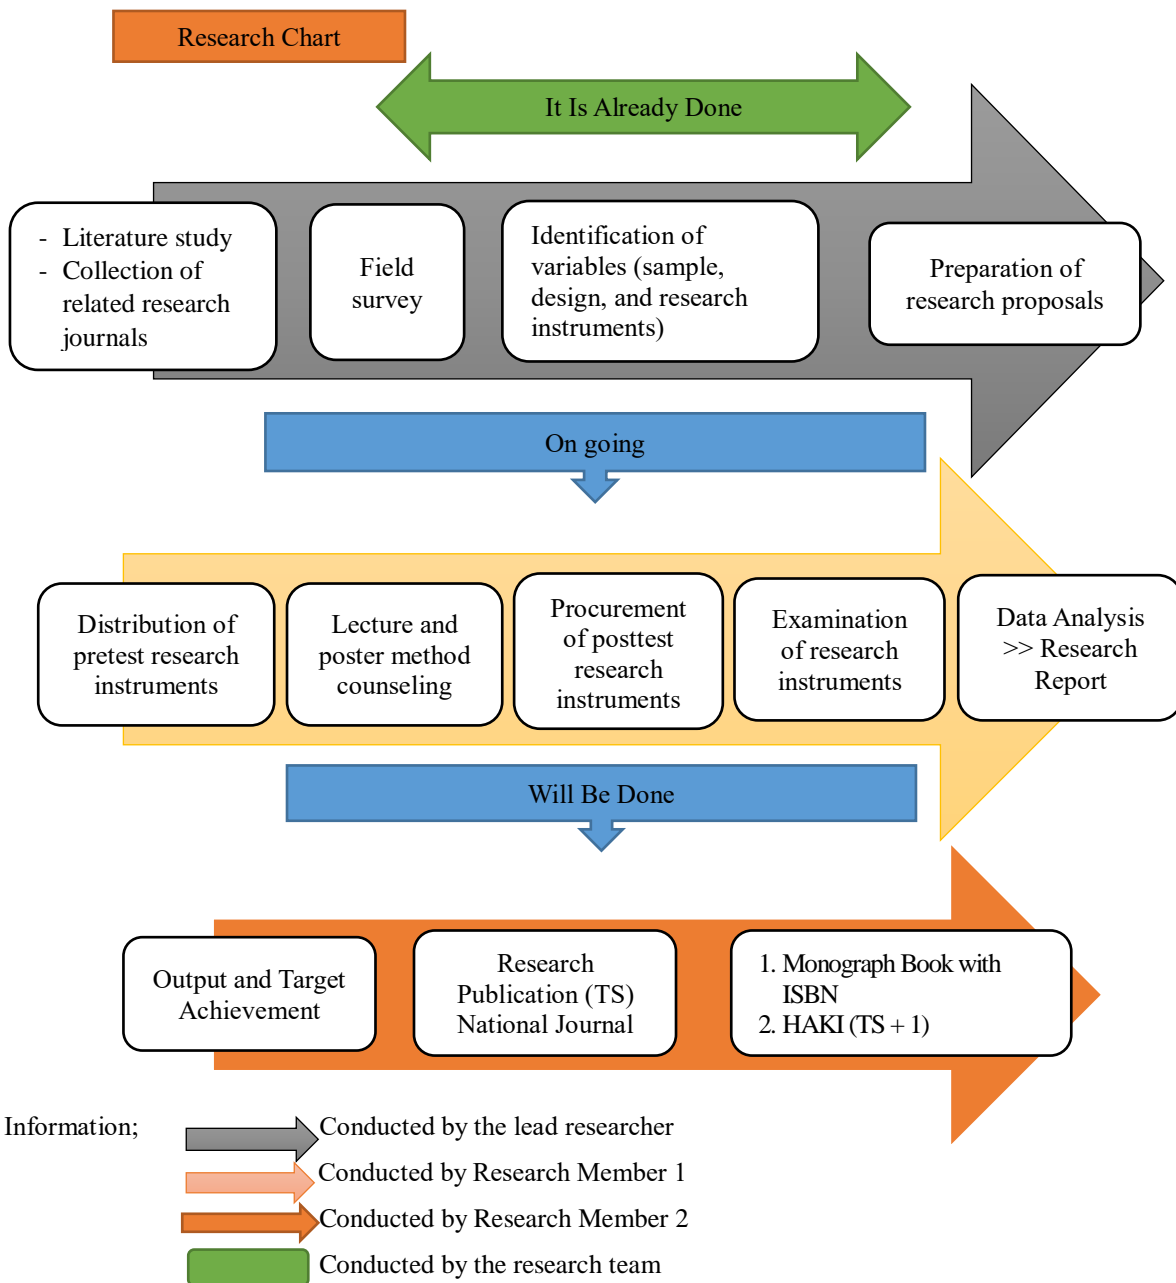 Research Chart
It Is Already Done
- Literature study
- Collection of
related research
journals
Field
survey
Identification of
variables (sample,
design, and research
instruments)
Preparation of
research proposals
On going
Distribution of
pretest research
instruments
Lecture and
poster method
counseling
Procurement
of posttest
research
instruments
Examination
of research
instruments
Data Analysis
>> Research
Report
Will Be Done
Output and Target
Achievement
Research
Publication (TS)
National Journal
1. Monograph Book with
ISBN
2. HAKI (TS + 1)
Information;
Conducted by the lead researcher
Conducted by Research Member 1
Conducted by Research Member 2
Conducted by the research team